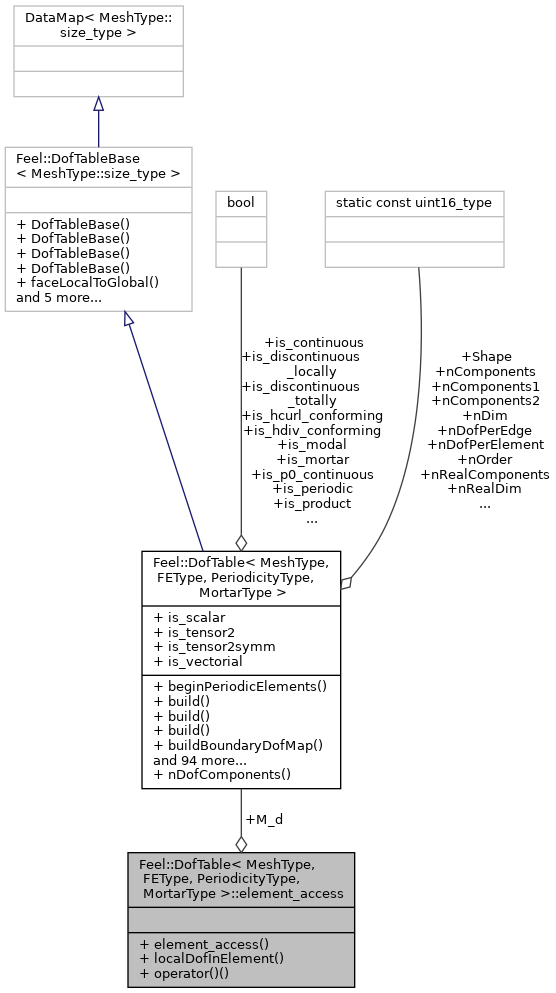 DataMap< MeshType::
size_type >
Feel::DofTableBase
< MeshType::size_type >
+ DofTableBase()
+ DofTableBase()
+ DofTableBase()
+ DofTableBase()
+ faceLocalToGlobal()
and 5 more...
bool
static const uint16_type
+is_continuous
+is_discontinuous
_locally
+is_discontinuous
_totally
+is_hcurl_conforming
+is_hdiv_conforming
+is_modal
+is_mortar
+is_p0_continuous
+is_periodic
+is_product
...
+Shape
+nComponents
+nComponents1
+nComponents2
+nDim
+nDofPerEdge
+nDofPerElement
+nOrder
+nRealComponents
+nRealDim
...
Feel::DofTable< MeshType,
FEType, PeriodicityType,
MortarType >
+ is_scalar
+ is_tensor2
+ is_tensor2symm
+ is_vectorial
+ beginPeriodicElements()
+ build()
+ build()
+ build()
+ buildBoundaryDofMap()
and 94 more...
+ nDofComponents()
+M_d
Feel::DofTable< MeshType,
FEType, PeriodicityType,
MortarType >::element_access
+ element_access()
+ localDofInElement()
+ operator()()